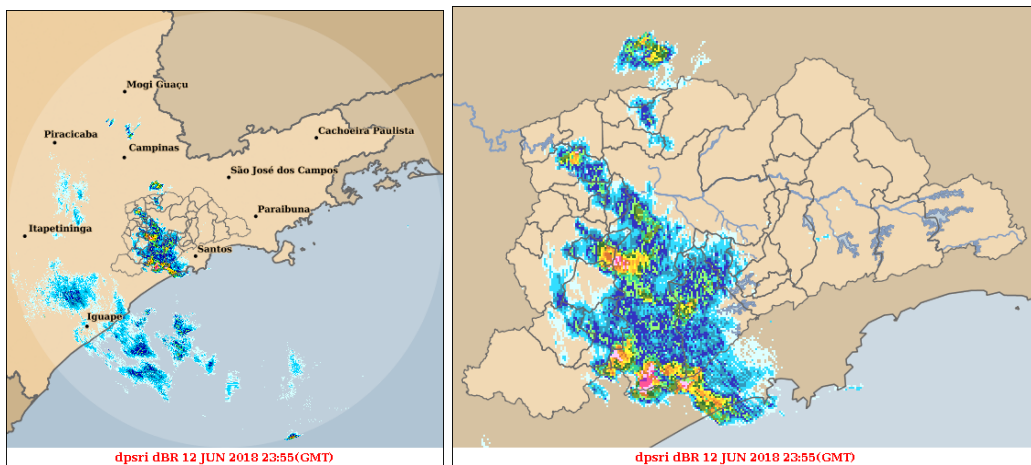 Mogi Guaçu
Piracicaba
Cachoeira Paulista
Campinas
São José dos Campos
Paraibuna
Itapetininga
Santos
Iguape
dpsri dBR 12 JUN 2018 23:55(GMT)
dpsri dBR 12 JUN 2018 23:55(GMT)